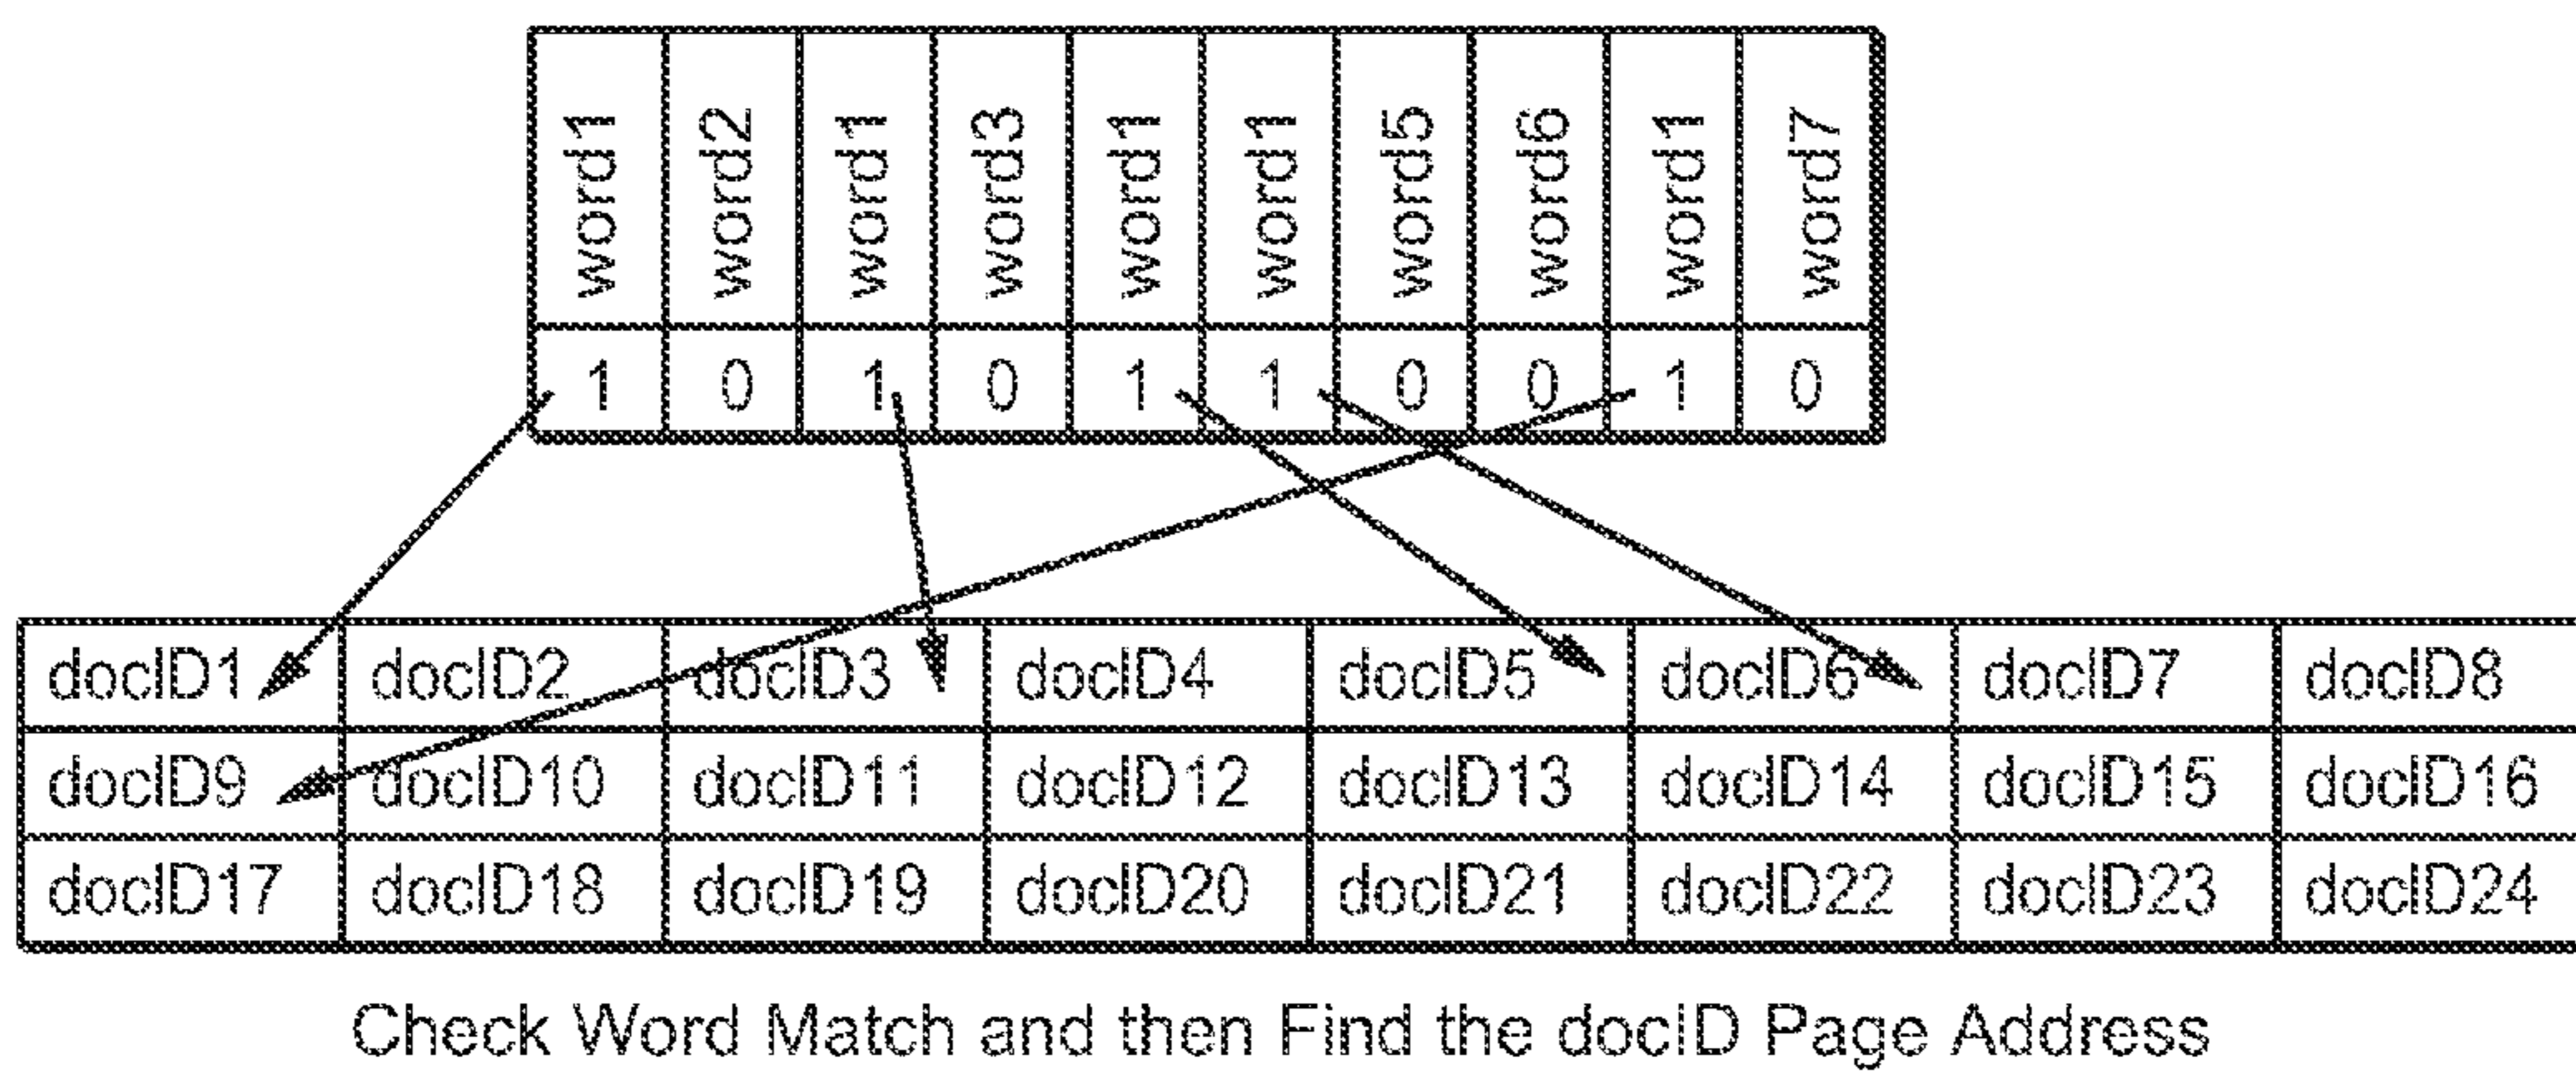 word1 word2 word1 word3 word1 word1 word5 word6 word1 word7
1 0 1 0 1 1 0 0 1 0
docID1 docID2 docID3 docID4 docID5 docID6 docID7 docID8
docID9 docID10 docID11 docID12 docID13 docID14 docID15 docID16
docID17 docID18 docID19 docID20 docID21 docID22 docID23 docID24
Check Word Match and then Find the docID Page Address